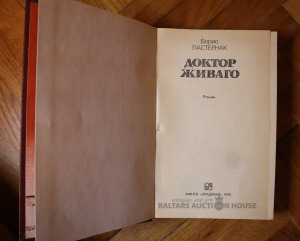 Борис
ПАСТЕРНАК
ДОКТОР
ЖИВАГО
Роман
BALTARS AUCTION HOUSE